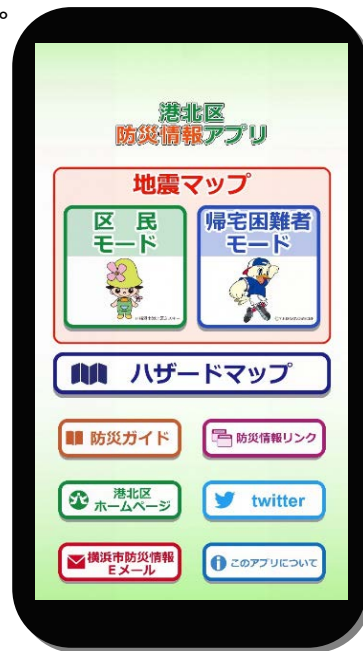 。
港北区
防災情報アプリ
地震マップ
区 民
モード
帰宅困難者
モード
ハザードマップ
防災ガイド
防災情報リンク
港北区
ホームページ
twitter
横浜市防災情報
Eメール
このアプリについて